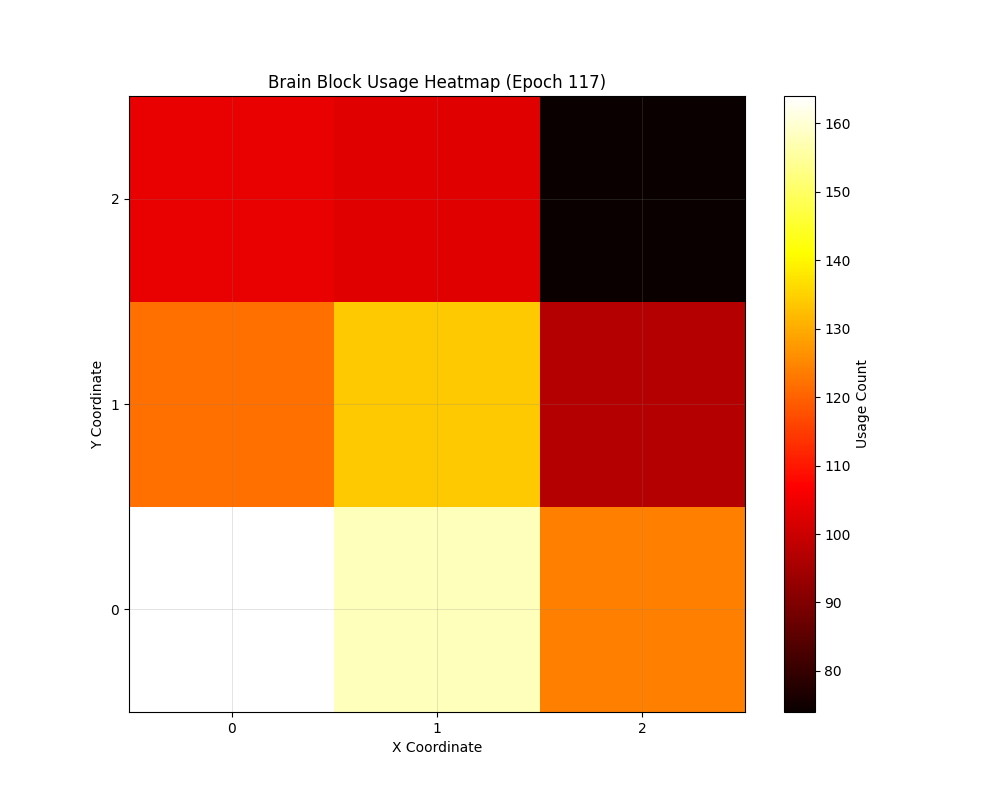 Brain Block Usage Heatmap (Epoch 117)
2
1
0
Y Coordinate
0 1 2
X Coordinate
160
150
140
130
120
110
100
90
80
Usage Count